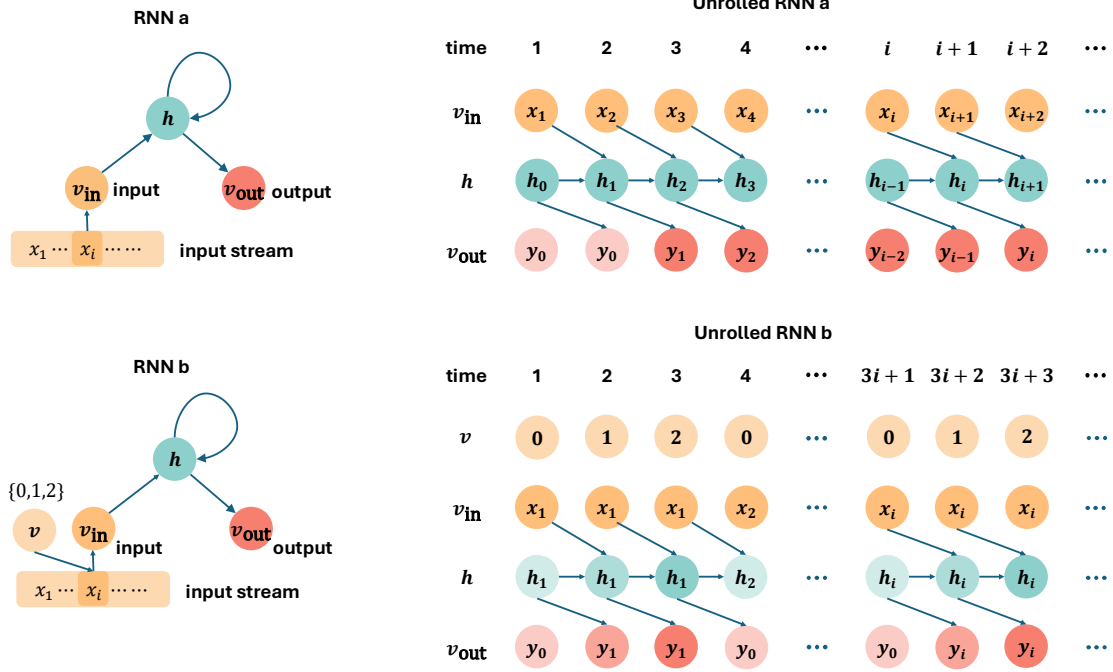 RNN a
h
v_in input
v_out output
x_1 ⋯ x_i ⋯ ⋯ input stream
Unrolled RNN a
time 1 2 3 4 ⋯ i i + 1 i + 2 ⋯
v_in x_1 x_2 x_3 x_4 ⋯ x_i x_{i+1} x_{i+2} ⋯
h h_0 h_1 h_2 h_3 ⋯ h_{i−1} h_i h_{i+1} ⋯
v_out y_0 y_0 y_1 y_2 ⋯ y_{i−2} y_{i−1} y_i ⋯
RNN b
h
{0,1,2}
v v_in input
v_out output
x_1 ⋯ x_i ⋯ ⋯ input stream
Unrolled RNN b
time 1 2 3 4 ⋯ 3i + 1 3i + 2 3i + 3 ⋯
v 0 1 2 0 ⋯ 0 1 2 ⋯
v_in x_1 x_1 x_1 x_2 ⋯ x_i x_i x_i ⋯
h h_1 h_1 h_1 h_2 ⋯ h_i h_i h_i ⋯
v_out y_0 y_1 y_1 y_0 ⋯ y_0 y_i y_i ⋯